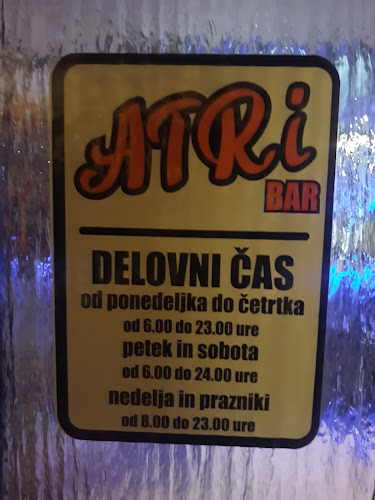 ATRi
BAR
DELOVNI ČAS
od ponedeljka do četrtka
od 6.00 do 23.00 ure
petek in sobota
od 6.00 do 24.00 ure
nedelja in prazniki
od 8.00 do 23.00 ure